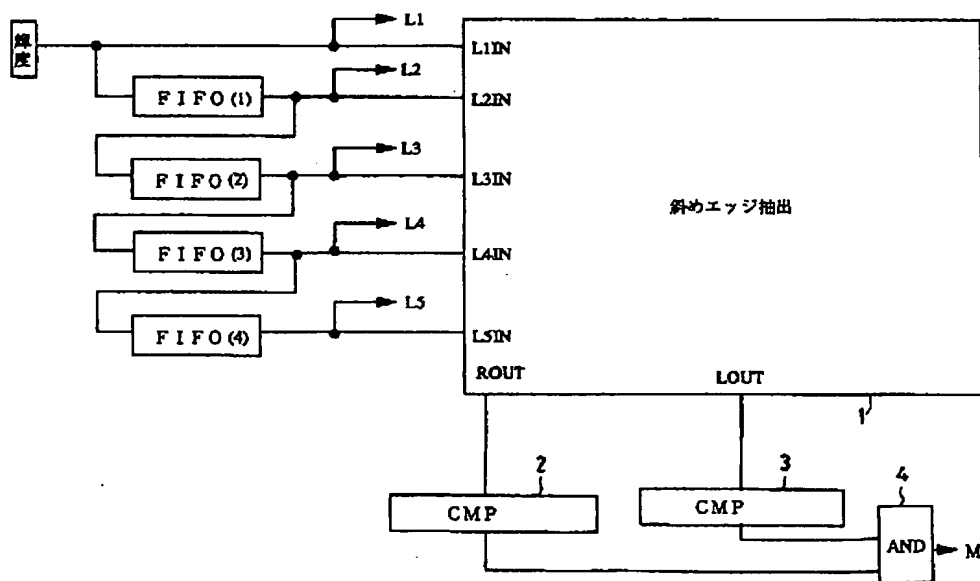 輝度
L1
L1IN
L2
FIFO(1)
L2IN
L3
FIFO(2)
L3IN
斜めエッジ抽出
L4
FIFO(3)
L4IN
L5
FIFO(4)
L5IN
ROUT
LOUT
1
2
CMP
3
CMP
4
AND
M